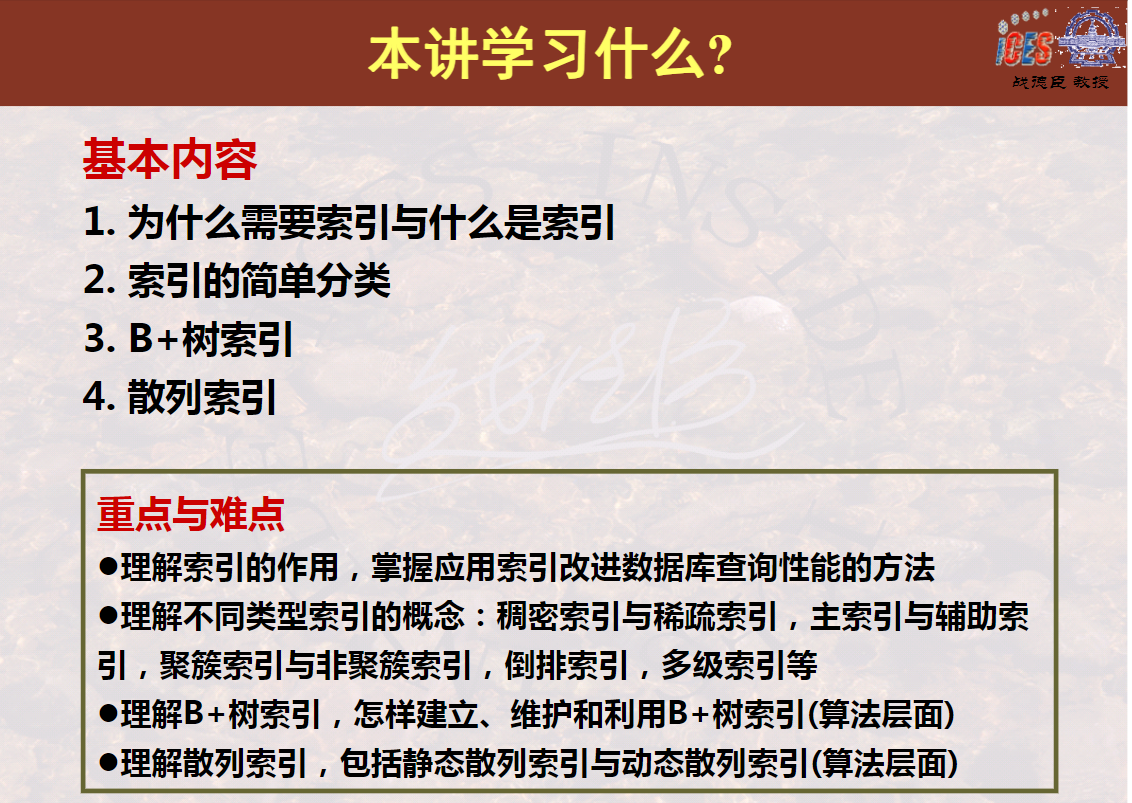 本讲学习什么?
iCES
战德臣 教授
基本内容
1. 为什么需要索引与什么是索引
2. 索引的简单分类
3. B+树索引
4. 散列索引
重点与难点
●理解索引的作用，掌握应用索引改进数据库查询性能的方法
●理解不同类型索引的概念：稠密索引与稀疏索引，主索引与辅助索
引，聚簇索引与非聚簇索引，倒排索引，多级索引等
●理解B+树索引，怎样建立、维护和利用B+树索引(算法层面)
●理解散列索引，包括静态散列索引与动态散列索引(算法层面)